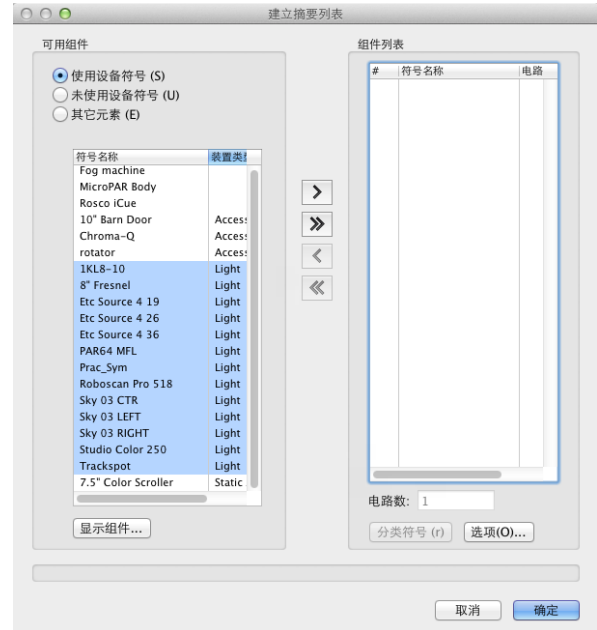 建立摘要列表
可用组件
使用设备符号 (S)
未使用设备符号 (U)
其它元素 (E)
符号名称 装置类
Fog machine
MicroPAR Body
Rosco iCue
10" Barn Door Access
Chroma-Q Access
rotator Access
1KL8-10 Light
8" Fresnel Light
Etc Source 4 19 Light
Etc Source 4 26 Light
Etc Source 4 36 Light
PAR64 MFL Light
Prac_Sym Light
Roboscan Pro 518 Light
Sky 03 CTR Light
Sky 03 LEFT Light
Sky 03 RIGHT Light
Studio Color 250 Light
Trackspot Light
7.5" Color Scroller Static
显示组件...
组件列表
# 符号名称 电路
电路数: 1
分类符号 (r) 选项(O)...
取消 确定